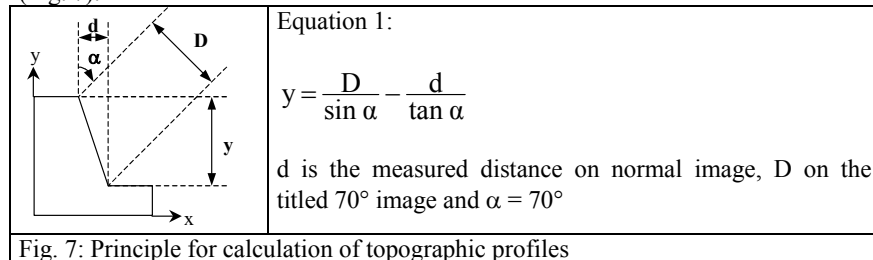 (Fig. 7).
d
D
α
y
y
x
Equation 1:
y = D / sin α − d / tan α
d is the measured distance on normal image, D on the
titled 70° image and α = 70°
Fig. 7: Principle for calculation of topographic profiles